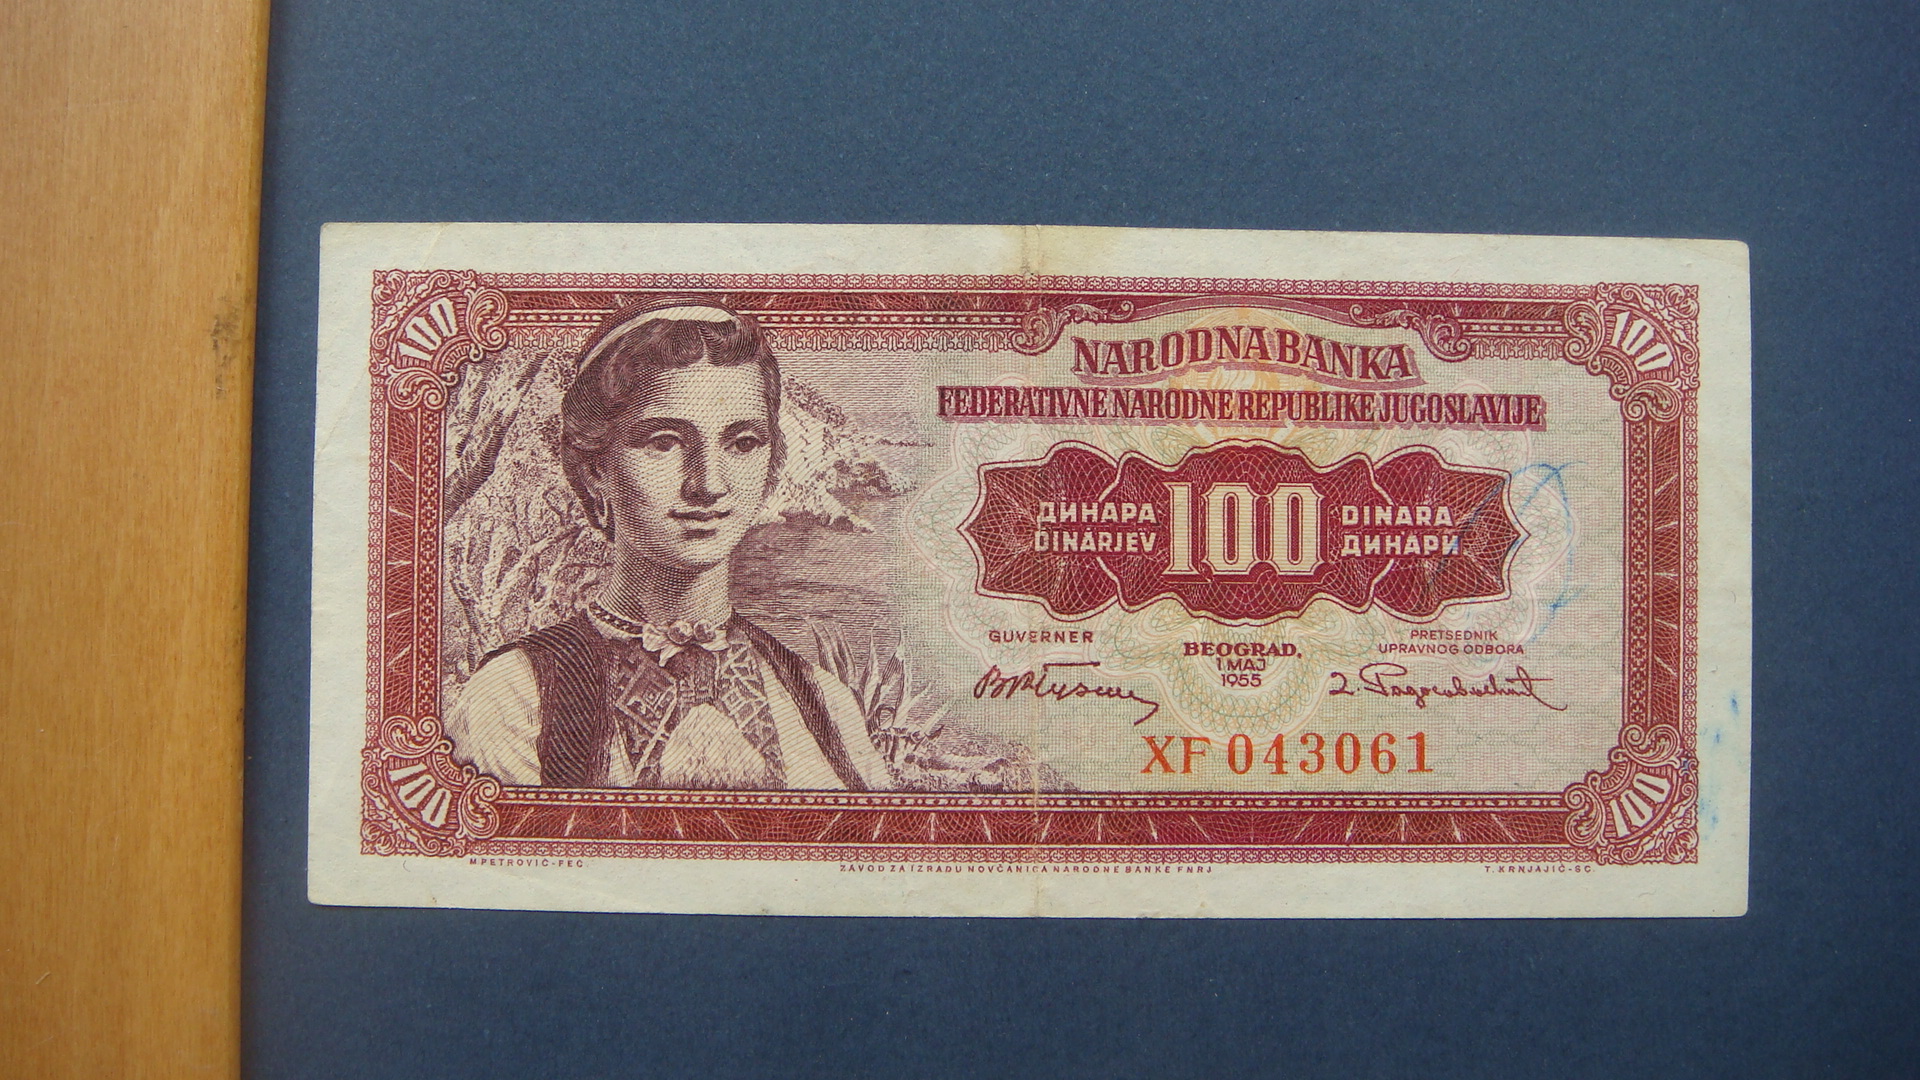 100
100
NARODNA BANKA
FEDERATIVNE NARODNE REPUBLIKE JUGOSLAVIJE
ДИНАРА 100 DINARA
DINARJEV ДИНАРИ
GUVERNER
BEOGRAD,
1 MAJ
1955
PRETSEDNIK
UPRAVNOG ODBORA
XF 043061
100
100
M PETROVIĆ-FEC.
ZAVOD ZA IZRADU NOVČANICA NARODNE BANKE FNRJ
T. KRNJAJIĆ-SC.